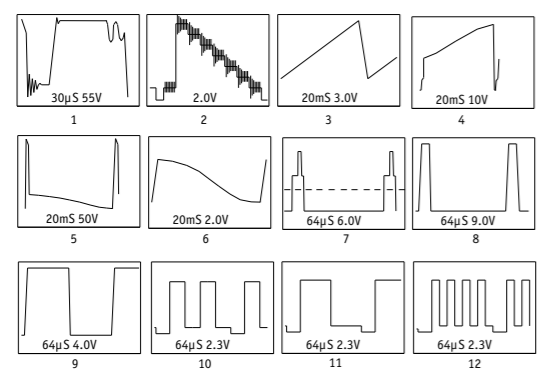 30µS 55V
1
2.0V
2
20mS 3.0V
3
20mS 10V
4
20mS 50V
5
20mS 2.0V
6
64µS 6.0V
7
64µS 9.0V
8
64µS 4.0V
9
64µS 2.3V
10
64µS 2.3V
11
64µS 2.3V
12